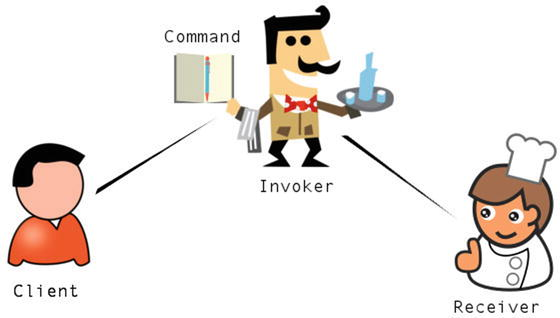 Command
Invoker
Client
Receiver